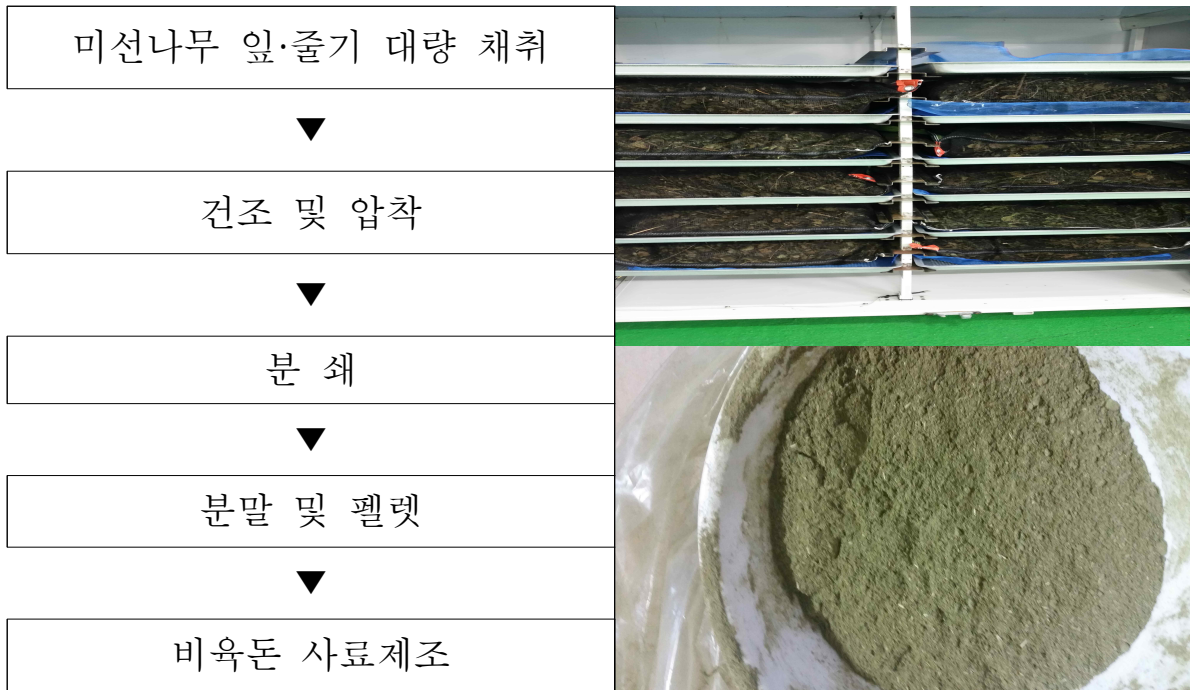 미선나무 잎·줄기 대량 채취
▼
건조 및 압착
▼
분 쇄
▼
분말 및 펠렛
▼
비육돈 사료제조